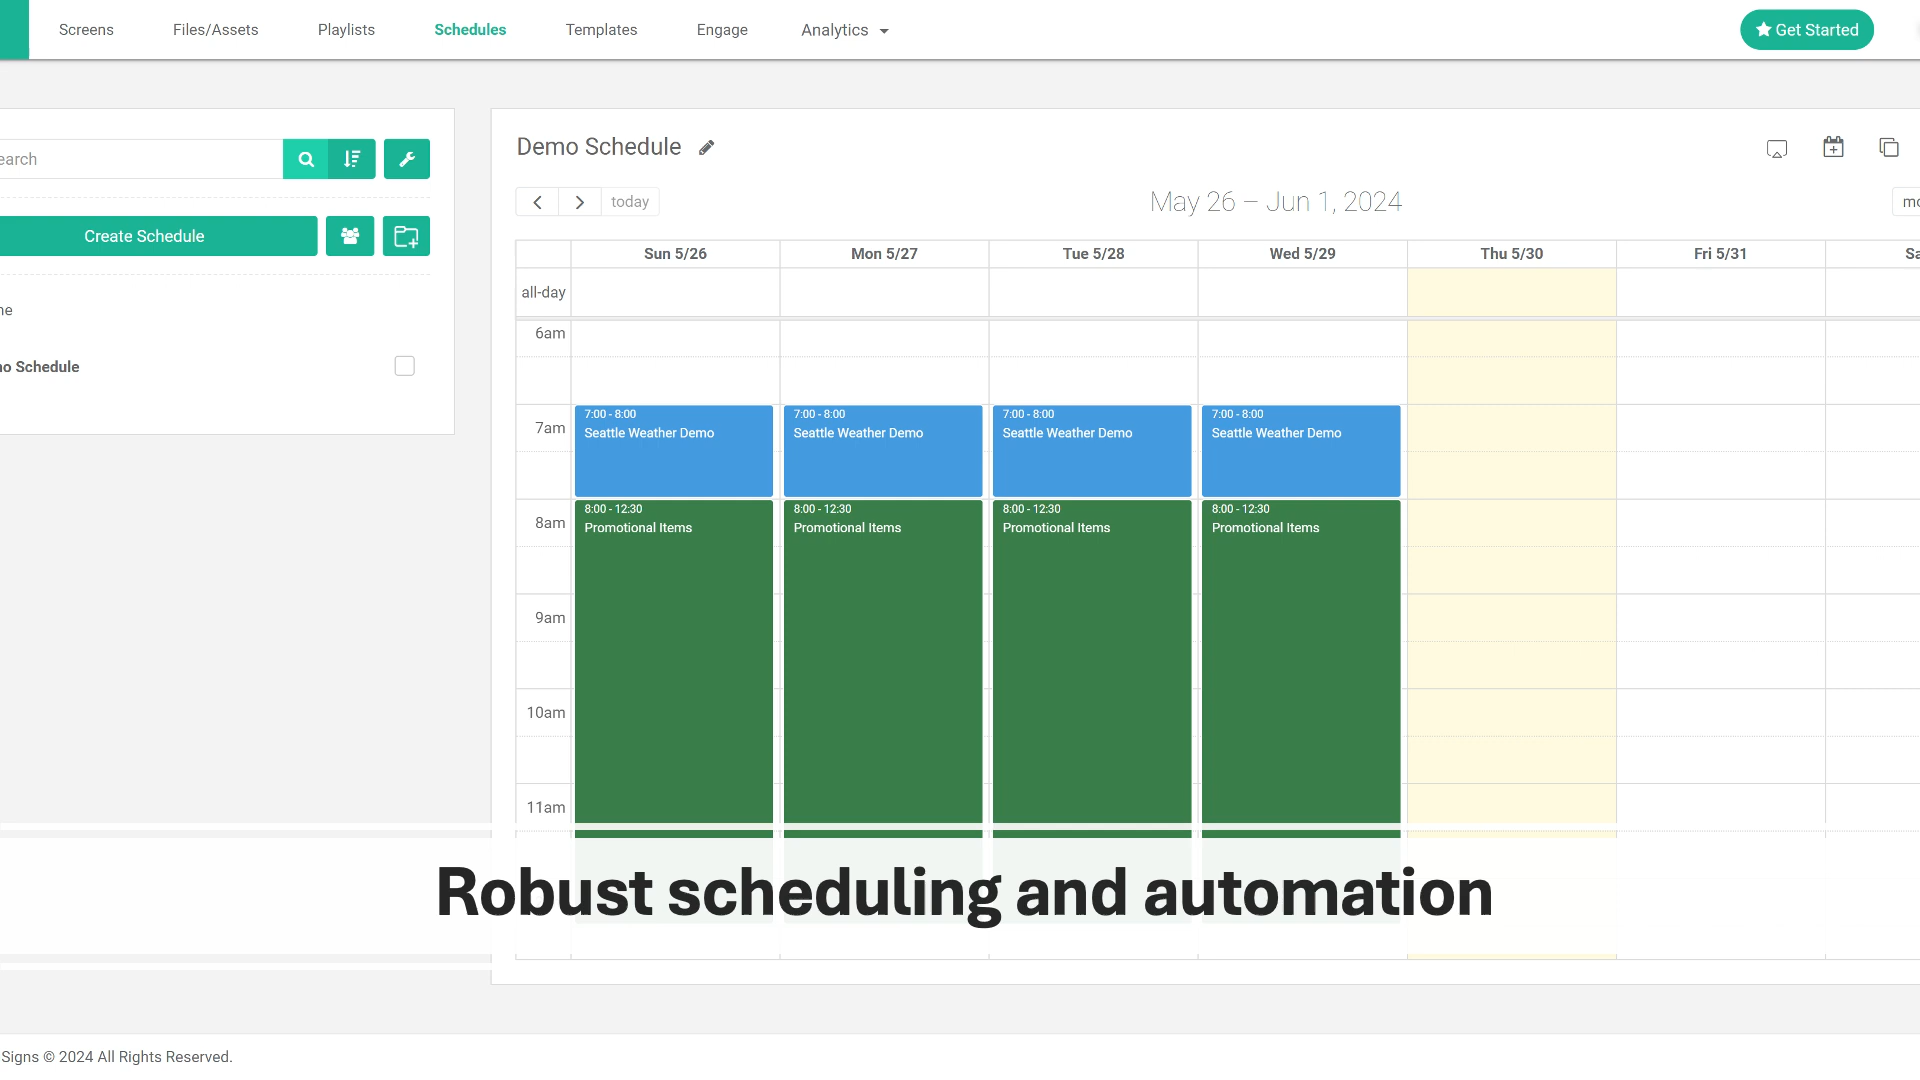 Screens Files/Assets Playlists Schedules Templates Engage Analytics Get Started
earch
Demo Schedule
today
May 26 – Jun 1, 2024
mo
Create Schedule
Sun 5/26 Mon 5/27 Tue 5/28 Wed 5/29 Thu 5/30 Fri 5/31 Sa
all-day
ne
6am
mo Schedule
7am
7:00 - 8:00 7:00 - 8:00 7:00 - 8:00 7:00 - 8:00
Seattle Weather Demo Seattle Weather Demo Seattle Weather Demo Seattle Weather Demo
8am
8:00 - 12:30 8:00 - 12:30 8:00 - 12:30 8:00 - 12:30
Promotional Items Promotional Items Promotional Items Promotional Items
9am
10am
11am
Robust scheduling and automation
Signs © 2024 All Rights Reserved.